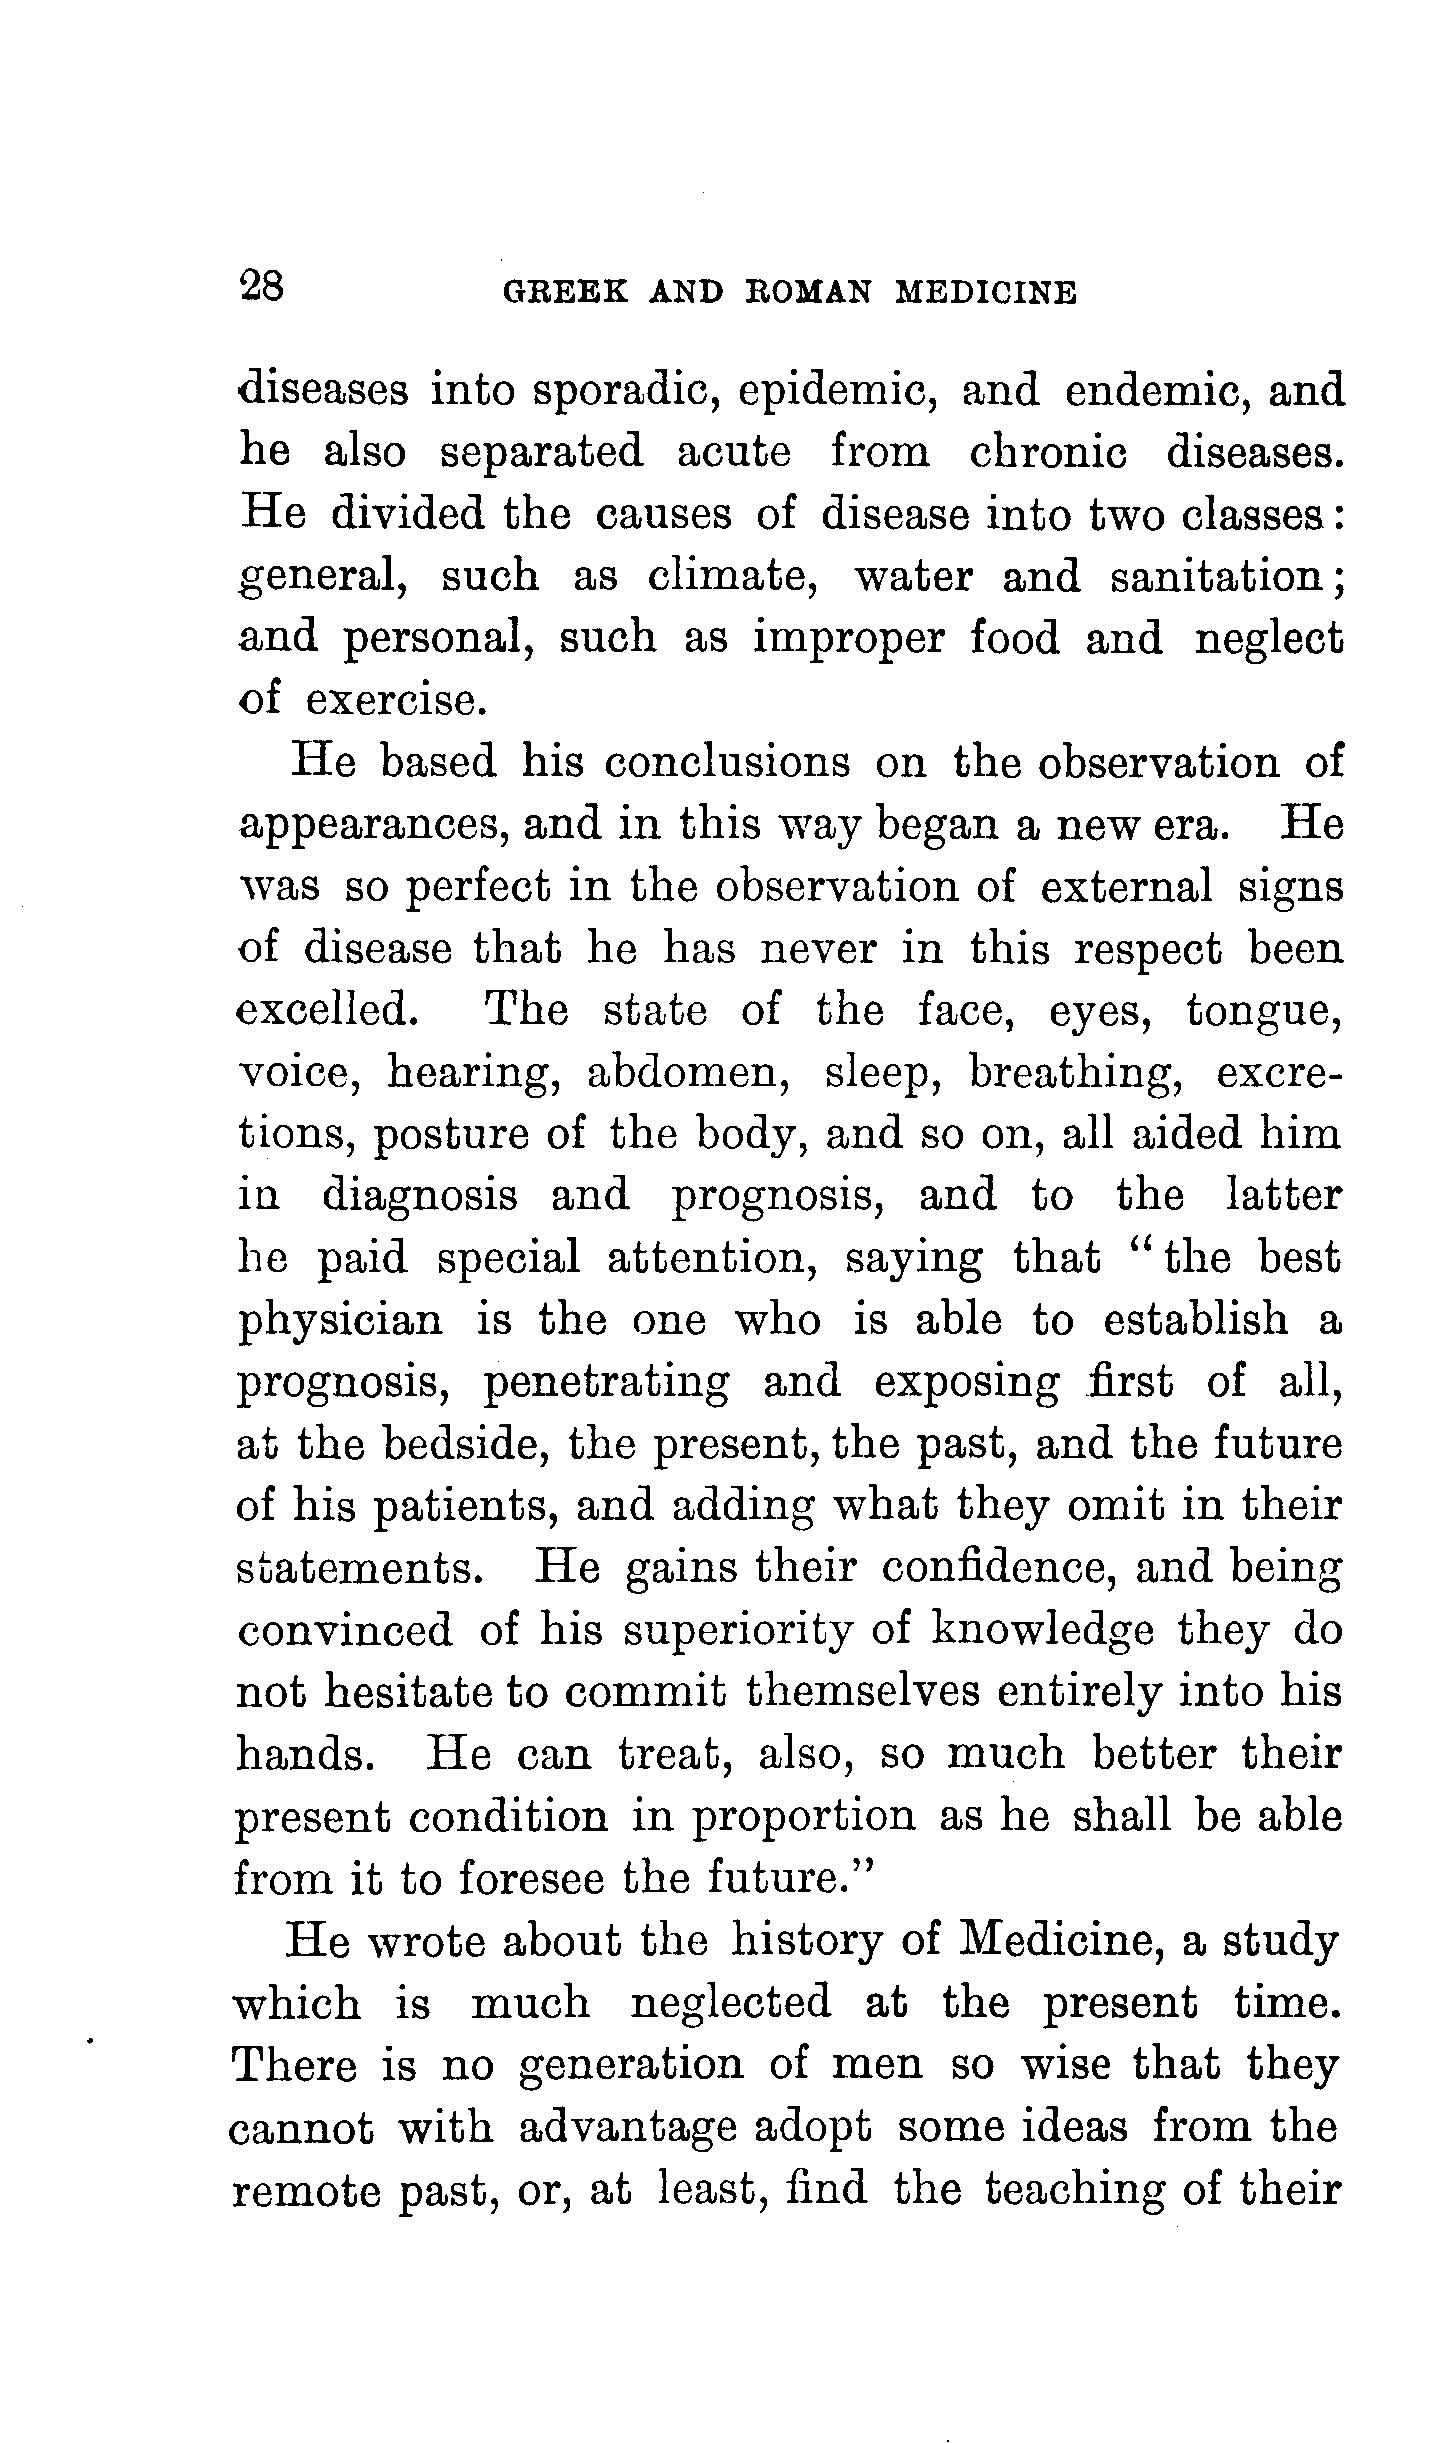 28 GREEK AND ROMAN MEDICINE
diseases into sporadic, epidemic, and endemic, and
he also separated acute from chronic diseases.
He divided the causes of disease into two classes:
general, such as climate, water and sanitation;
and personal, such as improper food and neglect
of exercise.
He based his conclusions on the observation of
appearances, and in this way began a new era. He
was so perfect in the observation of external signs
of disease that he has never in this respect been
excelled. The state of the face, eyes, tongue,
voice, hearing, abdomen, sleep, breathing, excre-
tions, posture of the body, and so on, all aided him
in diagnosis and prognosis, and to the latter
he paid special attention, saying that “the best
physician is the one who is able to establish a
prognosis, penetrating and exposing first of all,
at the bedside, the present, the past, and the future
of his patients, and adding what they omit in their
statements. He gains their confidence, and being
convinced of his superiority of knowledge they do
not hesitate to commit themselves entirely into his
hands. He can treat, also, so much better their
present condition in proportion as he shall be able
from it to foresee the future.”
He wrote about the history of Medicine, a study
which is much neglected at the present time.
There is no generation of men so wise that they
cannot with advantage adopt some ideas from the
remote past, or, at least, find the teaching of their